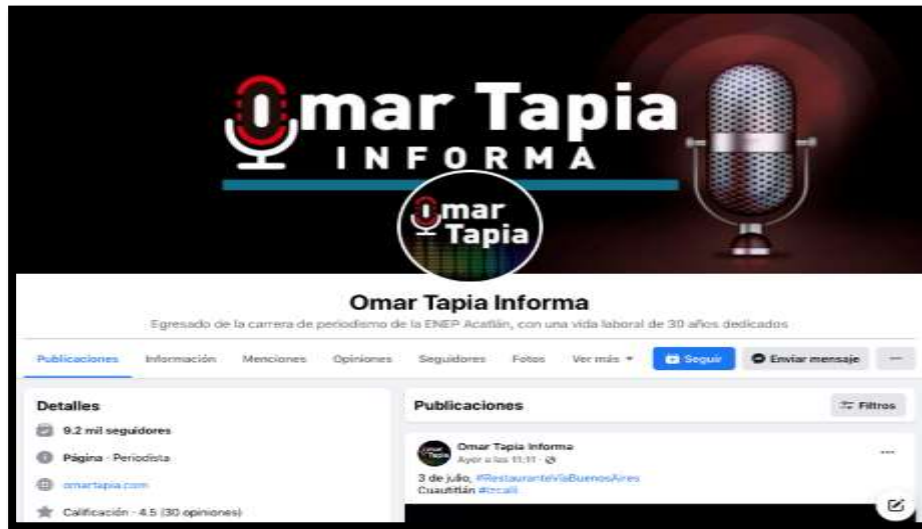 Omar Tapia
INFORMA
Omar
Tapia
Omar Tapia Informa
Egresado de la carrera de periodismo de la ENEP Acatlán, con una vida laboral de 30 años dedicados
Publicaciones Información Menciones Opiniones Seguidores Fotos Ver más Seguir Enviar mensaje ...
Detalles
9.2 mil seguidores
Página · Periodista
omartapia.com
Calificación · 4.5 (30 opiniones)
Publicaciones
Filtros
Omar Tapia Informa
Ayer a las 11:11 ·
3 de julio, #RestauranteVíaBuenosAires
Cuautitlán #Izcalli